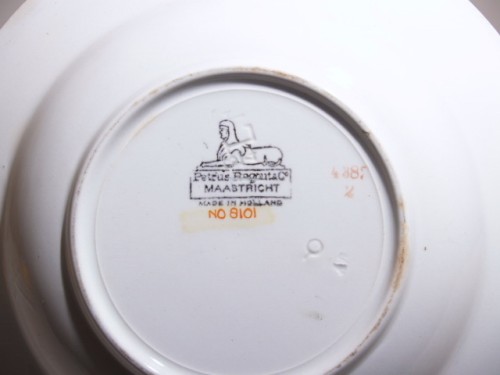 Petrus Regout&Co
MAASTRICHT
MADE IN HOLLAND
NO 8101
2